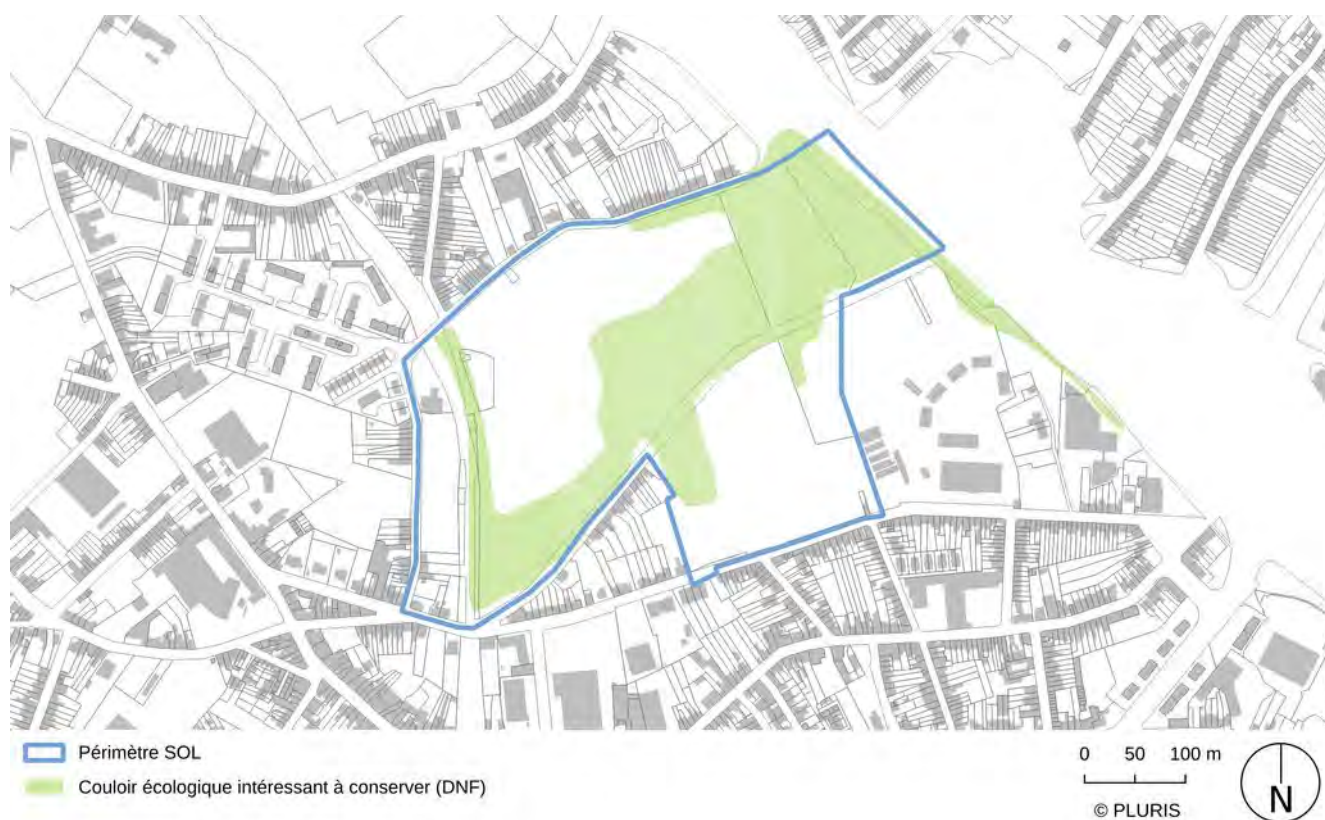 Périmètre SOL
Couloir écologique intéressant à conserver (DNF)
0 50 100 m
© PLURIS
N